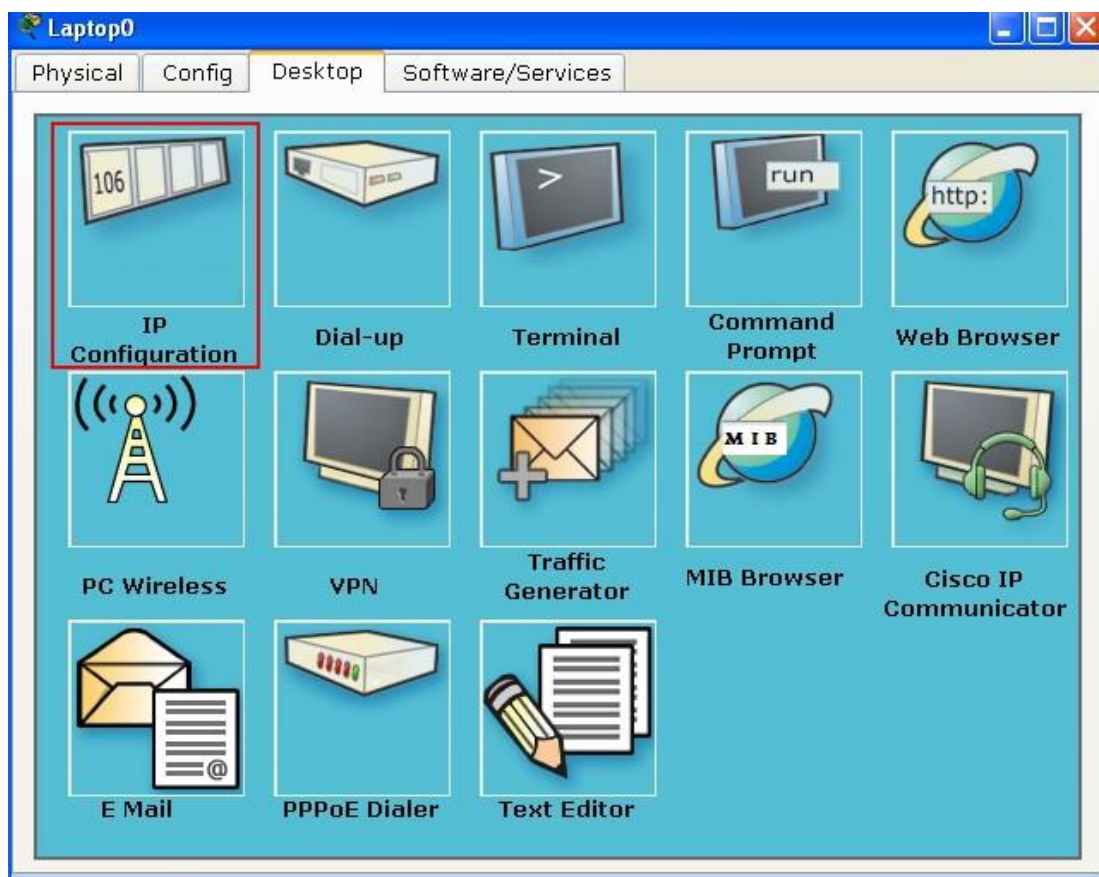 Laptop0
Physical Config Desktop Software/Services
106
>
run
http:
IP
Configuration
Dial-up
Terminal
Command
Prompt
Web Browser
MIB
PC Wireless
VPN
Traffic
Generator
MIB Browser
Cisco IP
Communicator
@
E Mail
PPPoE Dialer
Text Editor